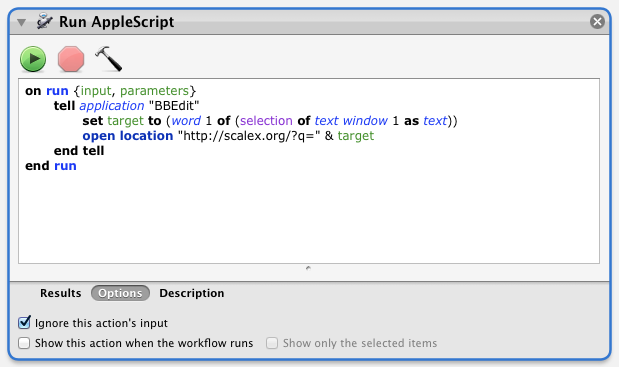 Run AppleScript
on run {input, parameters}
tell application "BBEdit"
set target to (word 1 of (selection of text window 1 as text))
open location "http://scalex.org/?q=" & target
end tell
end run
Results Options Description
Ignore this action's input
Show this action when the workflow runs Show only the selected items